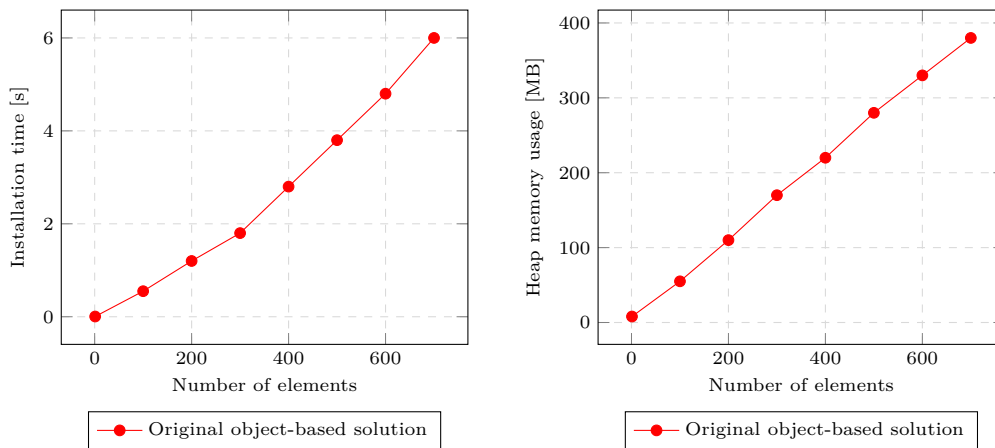 Installation time [s]
6
4
2
0
0
200
400
600
Number of elements
Original object-based solution
Heap memory usage [MB]
400
300
200
100
0
0
200
400
600
Number of elements
Original object-based solution